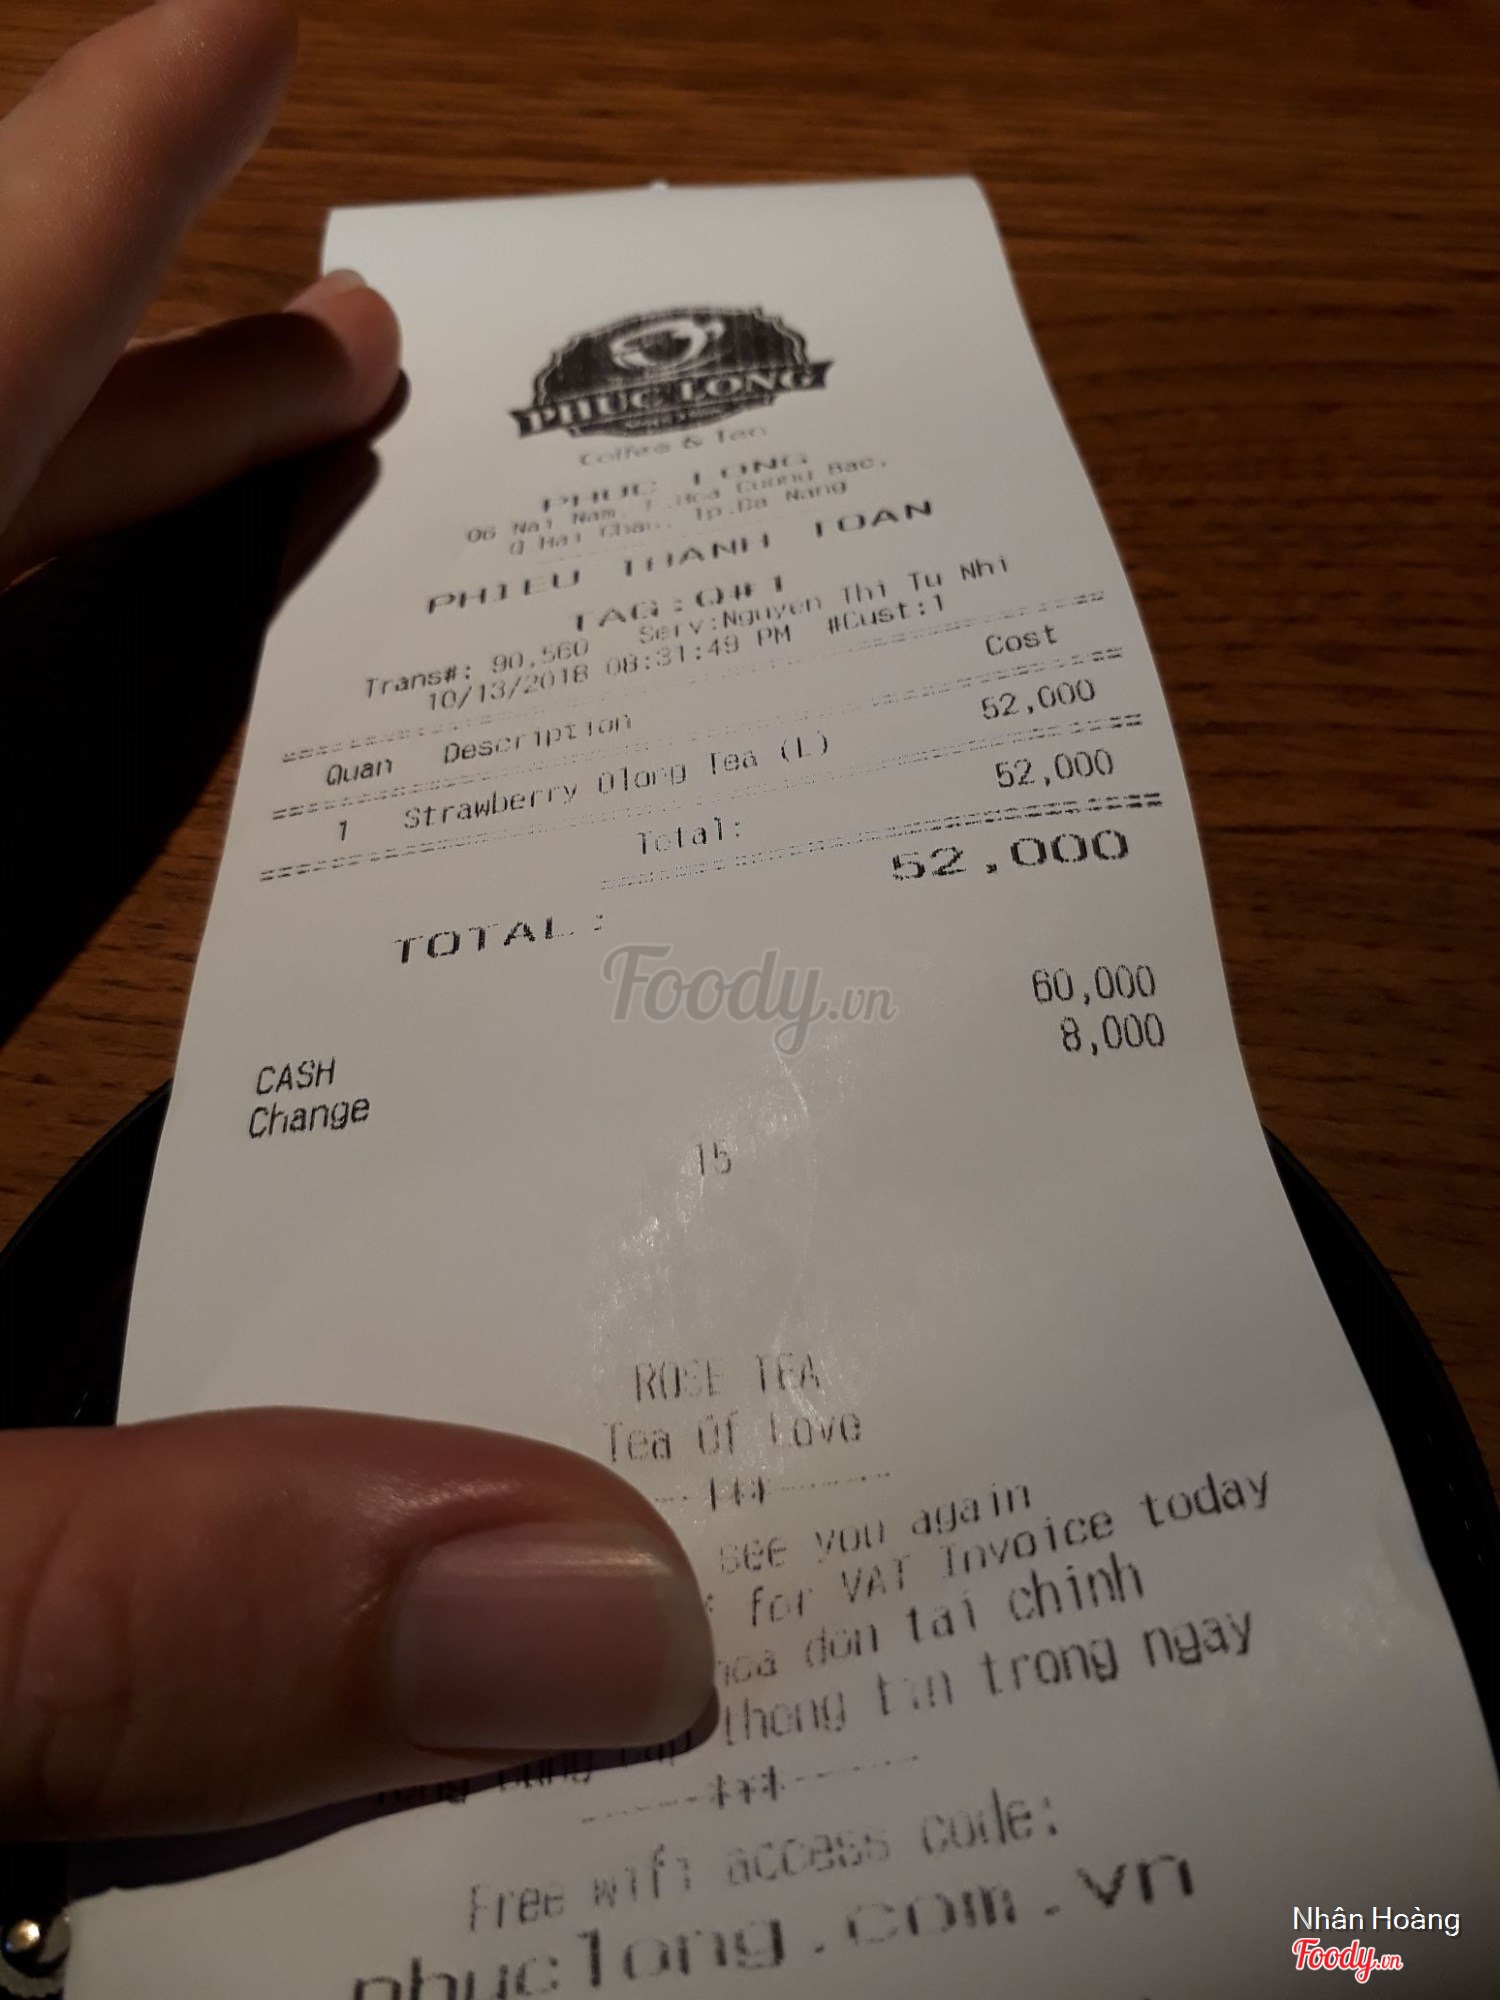 PHUC LONG
Coffee & Tea
PHUC LONG
06 Nai Nam, P.Hoa Cuong Bac,
Q.Hai Chau, Tp.Da Nang
PHIEU THANH TOAN
TAG:Q#1
Trans#: 90,560 Serv:Nguyen Thi Tu Nhi
10/13/2018 08:31:49 PM #Cust:1
Quan Description Cost
1 Strawberry Olong Tea (L) 52,000
Total: 52,000
TOTAL: 52,000
CASH 60,000
Change 8,000
15
Foody.vn
ROSE TEA
Tea Of Love
see you again
for VAT Invoice today
hoa don tai chinh
thong tin trong ngay
Free wifi access code:
phuclong.com.vn
Nhân Hoàng
Foody.vn